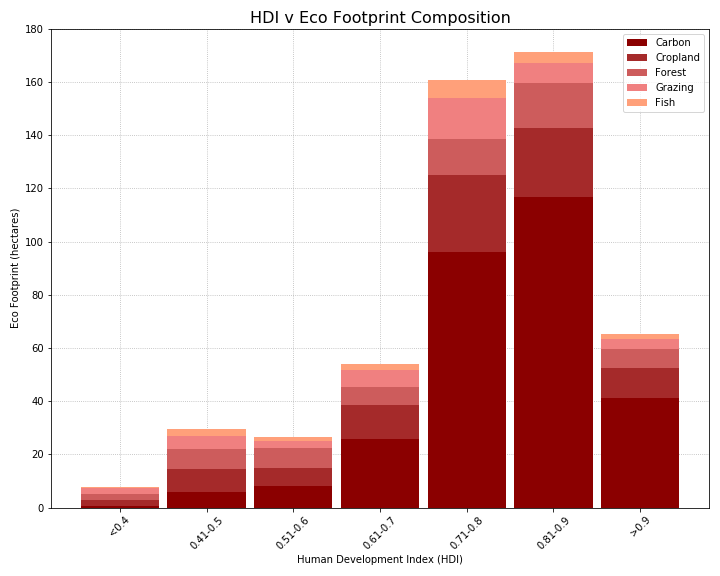 HDI v Eco Footprint Composition
Carbon
Cropland
Forest
Grazing
Fish
Eco Footprint (hectares)
180
160
140
120
100
80
60
40
20
0
<0.4
0.41-0.5
0.51-0.6
0.61-0.7
0.71-0.8
0.81-0.9
>0.9
Human Development Index (HDI)